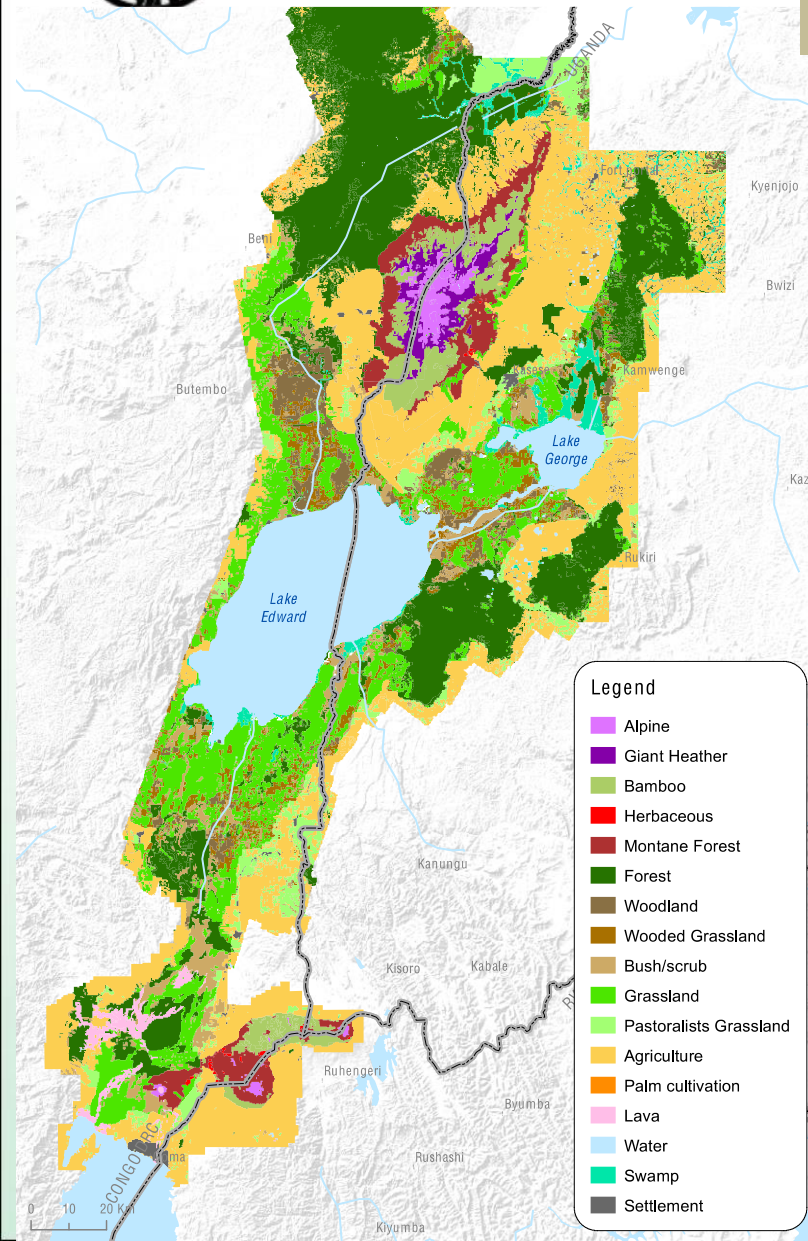 UGANDA
Fort Portal
Kyenjojo
Beni
Bwizi
Kasese
Kamwenge
Butembo
Lake
George
Kaz
Rukiri
Lake
Edward
Legend
Alpine
Giant Heather
Bamboo
Herbaceous
Montane Forest
Forest
Woodland
Wooded Grassland
Bush/scrub
Grassland
Pastoralists Grassland
Agriculture
Palm cultivation
Lava
Water
Swamp
Settlement
Kanungu
Kisoro
Kabale
Ruhengeri
Byumba
Rushashi
Kiyumba
0 10 20 Km